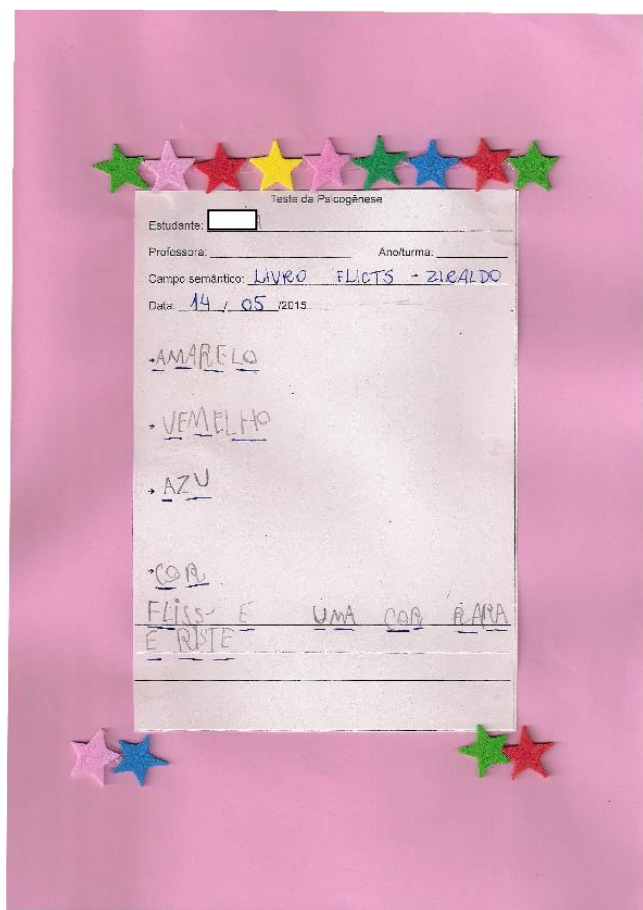 Teste da Psicogênese
Estudante:
Professora: Ano/turma:
Campo semântico: LIVRO FLICTS - ZIRALDO
Data: 14 / 05 /2015
→AMARELO
→ VEMELHO
→ AZU
→COR
FLISS- E UMA COR RARA
E RISTE